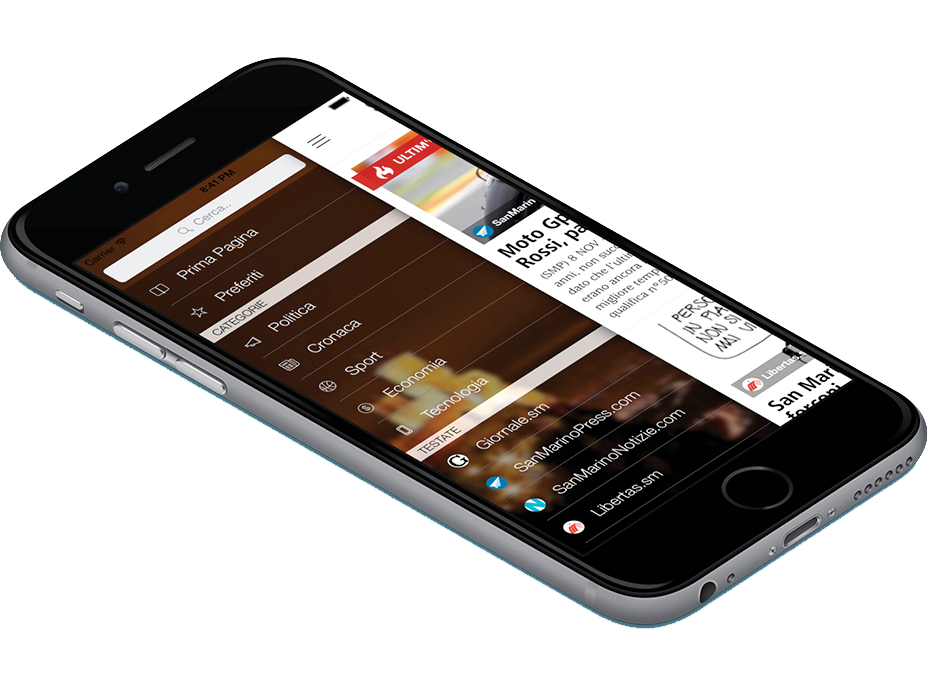 Carrier
8:41 PM
Cerca...
Prima Pagina
Preferiti
CATEGORIE
Politica
Cronaca
Sport
Economia
Tecnologia
TESTATE
Giornale.sm
SanMarinoPress.com
SanMarinoNotizie.com
Libertas.sm
ULTIM
SanMarin
Moto Gp
Rossi, pa
(SMP) 8 NOV
anni, non succ
dato che l'ulti
erano ancora
migliore temp
qualifica n°50
PERSO
IN PIA
NON SI
MAI VI
Libertas.
San Mar
forconi